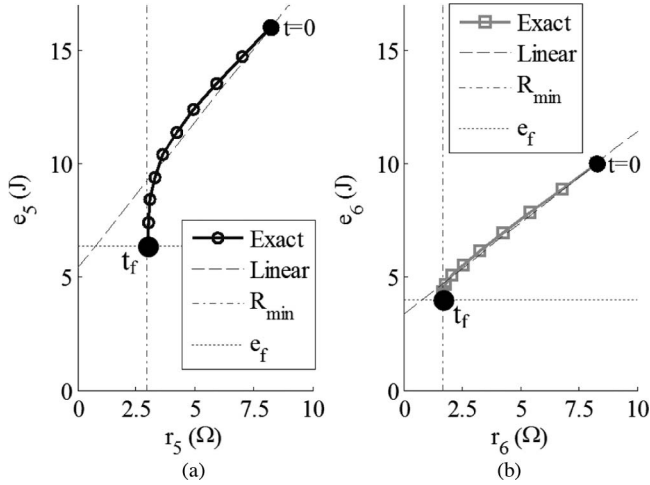 15
10
5
0
e5 (J)
t=0
tf
Exact
Linear
Rmin
ef
0 2.5 5 7.5 10
r5 (Ω)
(a)
15
10
5
0
e6 (J)
Exact
Linear
Rmin
ef
t=0
tf
0 2.5 5 7.5 10
r6 (Ω)
(b)